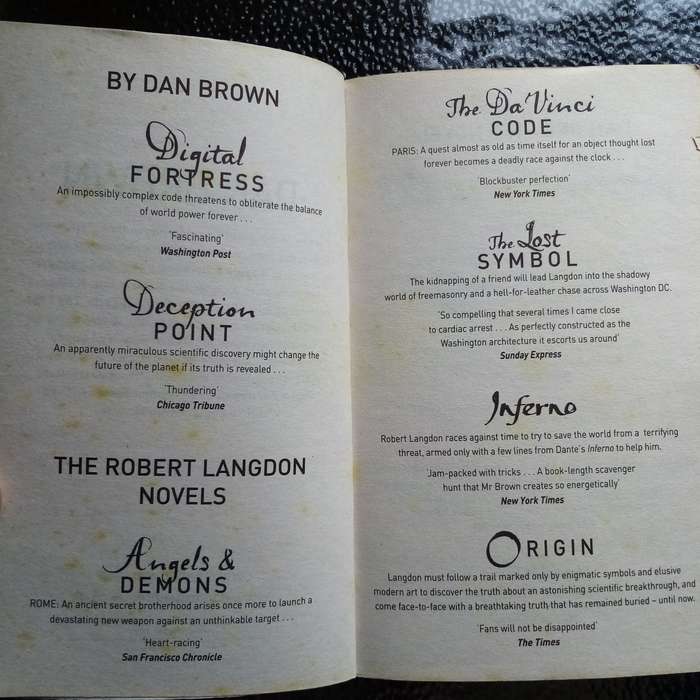 BY DAN BROWN
Digital
FORTRESS
An impossibly complex code threatens to obliterate the balance
of world power forever . . .
'Fascinating'
Washington Post
Deception
POINT
An apparently miraculous scientific discovery might change the
future of the planet if its truth is revealed . . .
'Thundering'
Chicago Tribune
THE ROBERT LANGDON
NOVELS
Angels &
DEMONS
ROME: An ancient secret brotherhood arises once more to launch a
devastating new weapon against an unthinkable target . . .
'Heart-racing'
San Francisco Chronicle
The Da Vinci
CODE
PARIS: A quest almost as old as time itself for an object thought lost
forever becomes a deadly race against the clock . . .
'Blockbuster perfection'
New York Times
The Lost
SYMBOL
The kidnapping of a friend will lead Langdon into the shadowy
world of freemasonry and a hell-for-leather chase across Washington DC.
'So compelling that several times I came close
to cardiac arrest . . . As perfectly constructed as the
Washington architecture it escorts us around'
Sunday Express
Inferno
Robert Langdon races against time to try to save the world from a terrifying
threat, armed only with a few lines from Dante's Inferno to help him.
'Jam-packed with tricks . . . A book-length scavenger
hunt that Mr Brown creates so energetically'
New York Times
ORIGIN
Langdon must follow a trail marked only by enigmatic symbols and elusive
modern art to discover the truth about an astonishing scientific breakthrough, and
come face-to-face with a breathtaking truth that has remained buried – until now.
'Fans will not be disappointed'
The Times